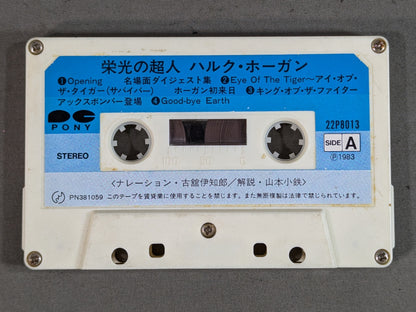 栄光の超人 ハルク・ホーガン
❶Opening 名場面ダイジェスト集 ❷Eye Of The Tiger〜アイ・オブ・
ザ・タイガー(サバイバー) ホーガン初来日 ❸キング・オブ・ザ・ファイター
アックスボンバー登場 ❹Good-bye Earth
PONY
22P8013
STEREO
SIDE A
Ⓟ1983
〈ナレーション・古舘伊知郎/解説・山本小鉄〉
PN381059 このテープを賃貸業に使用することを禁じます。また無断複製は法律で禁じられています。